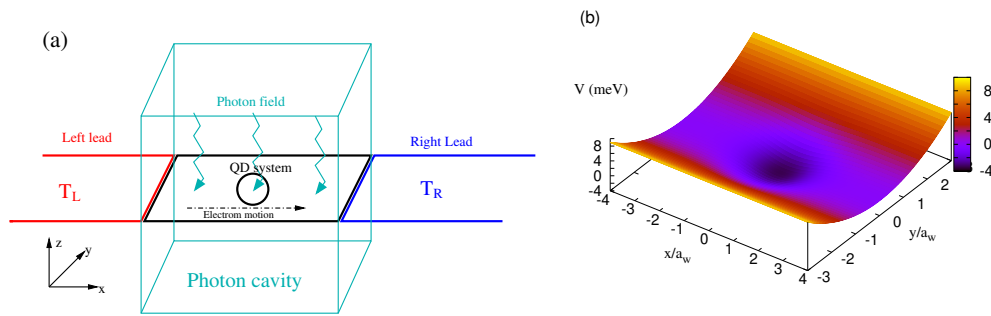 (a)
Photon field
Left lead
Right Lead
QD system
T_L
T_R
Electrom motion
z
y
x
Photon cavity
(b)
V (meV)
8
4
0
-4
8
4
0
-4
-4
-3
-2
-1
0
1
2
3
4
x/a_w
-3
-2
-1
0
1
2
y/a_w